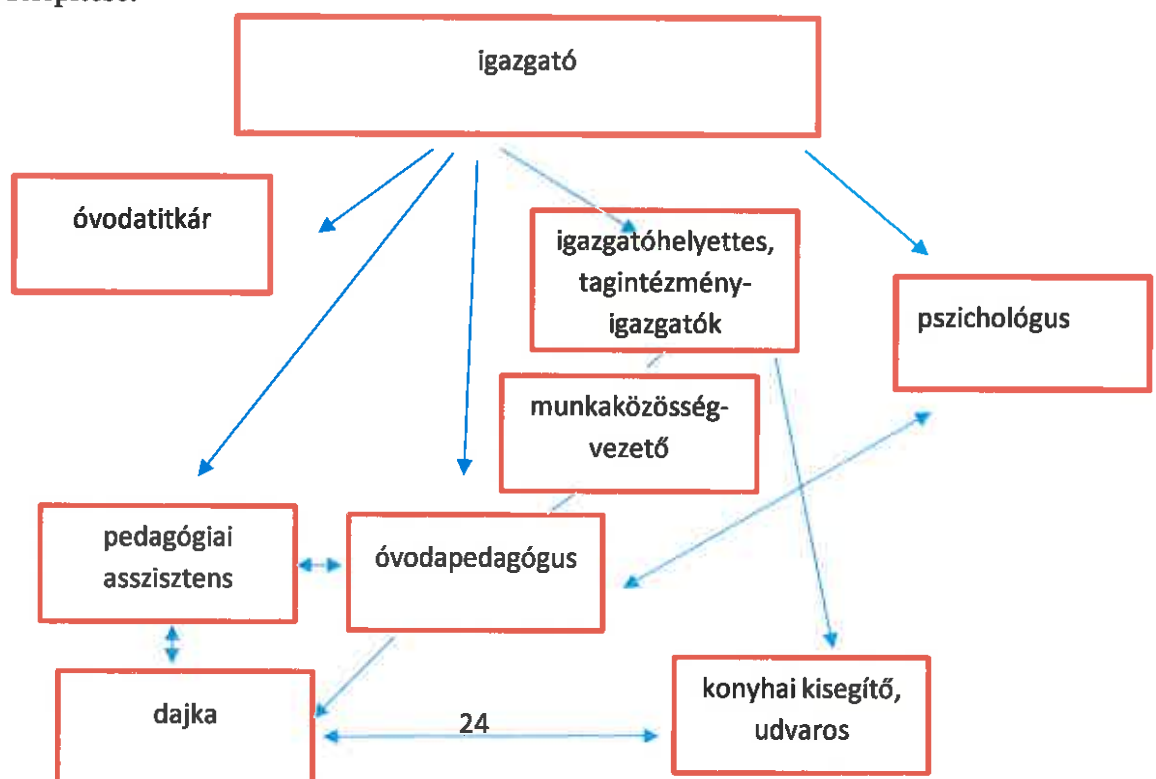 igazgató
óvodatitkár
igazgatóhelyettes,
tagintézmény-
igazgatók
pszichológus
munkaközösség-
vezető
pedagógiai
asszisztens
óvodapedagógus
dajka
24
konyhai kisegítő,
udvaros